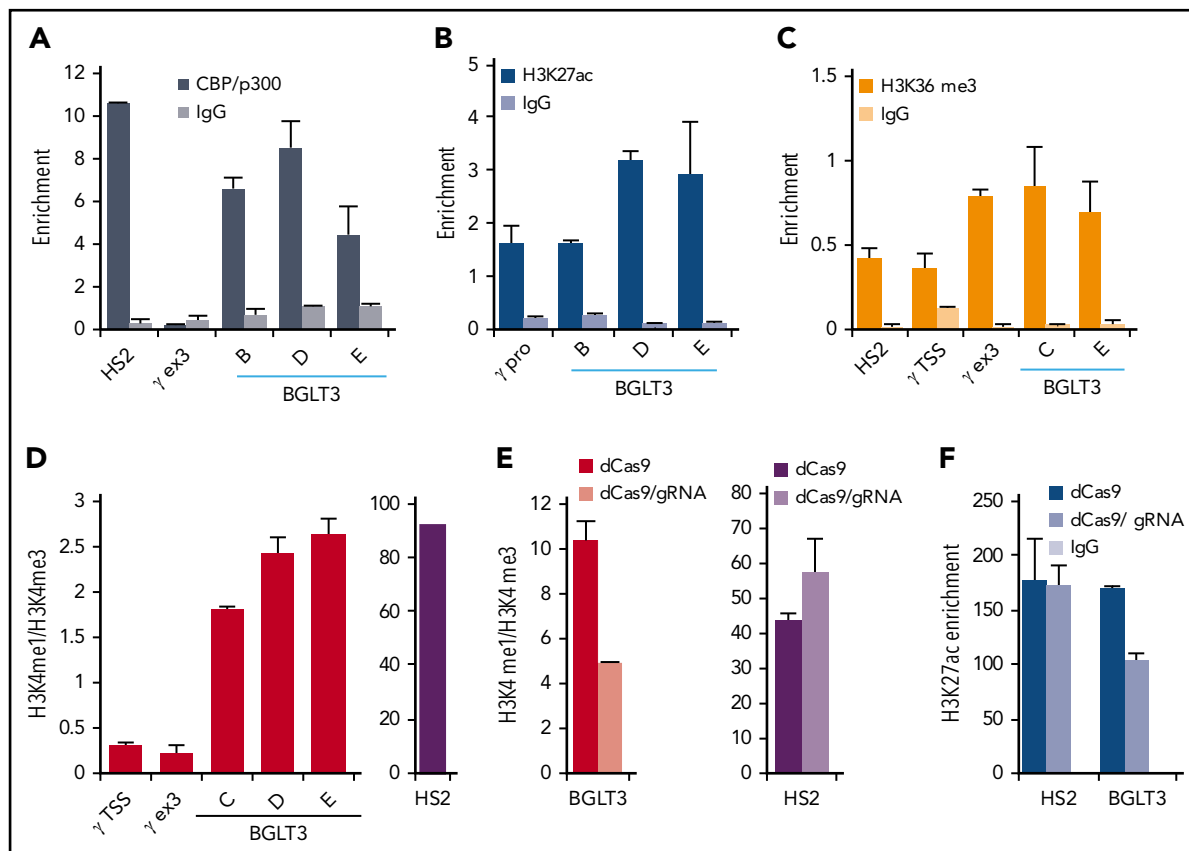 A
CBP/p300
IgG
Enrichment
12
10
8
6
4
2
0
HS2
γ ex3
B
D
E
BGLT3
B
H3K27ac
IgG
Enrichment
5
4
3
2
1
0
γ pro
B
D
E
BGLT3
C
H3K36 me3
IgG
Enrichment
1.5
1
0.5
0
HS2
γ TSS
γ ex3
C
E
BGLT3
D
H3K4me1/H3K4me3
3
2.5
2
1.5
1
0.5
0
γ TSS
γ ex3
C
D
E
BGLT3
100
80
60
40
20
0
HS2
E
dCas9
dCas9/gRNA
H3K4 me1/H3K4 me3
12
10
8
6
4
2
0
BGLT3
dCas9
dCas9/gRNA
80
70
60
50
40
30
20
10
0
HS2
F
dCas9
dCas9/ gRNA
IgG
H3K27ac enrichment
250
200
150
100
50
0
HS2
BGLT3